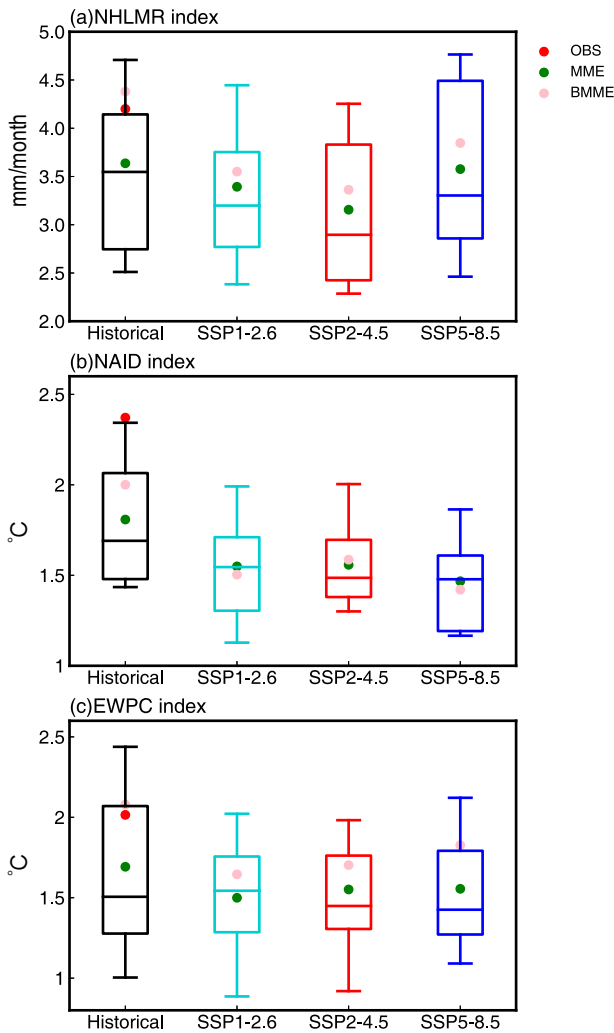 (a)NHLMR index
5.0
4.5
4.0
3.5
3.0
2.5
2.0
mm/month
Historical SSP1-2.6 SSP2-4.5 SSP5-8.5
OBS
MME
BMME
(b)NAID index
2.5
2
1.5
1
°C
Historical SSP1-2.6 SSP2-4.5 SSP5-8.5
(c)EWPC index
2.5
2
1.5
1
°C
Historical SSP1-2.6 SSP2-4.5 SSP5-8.5